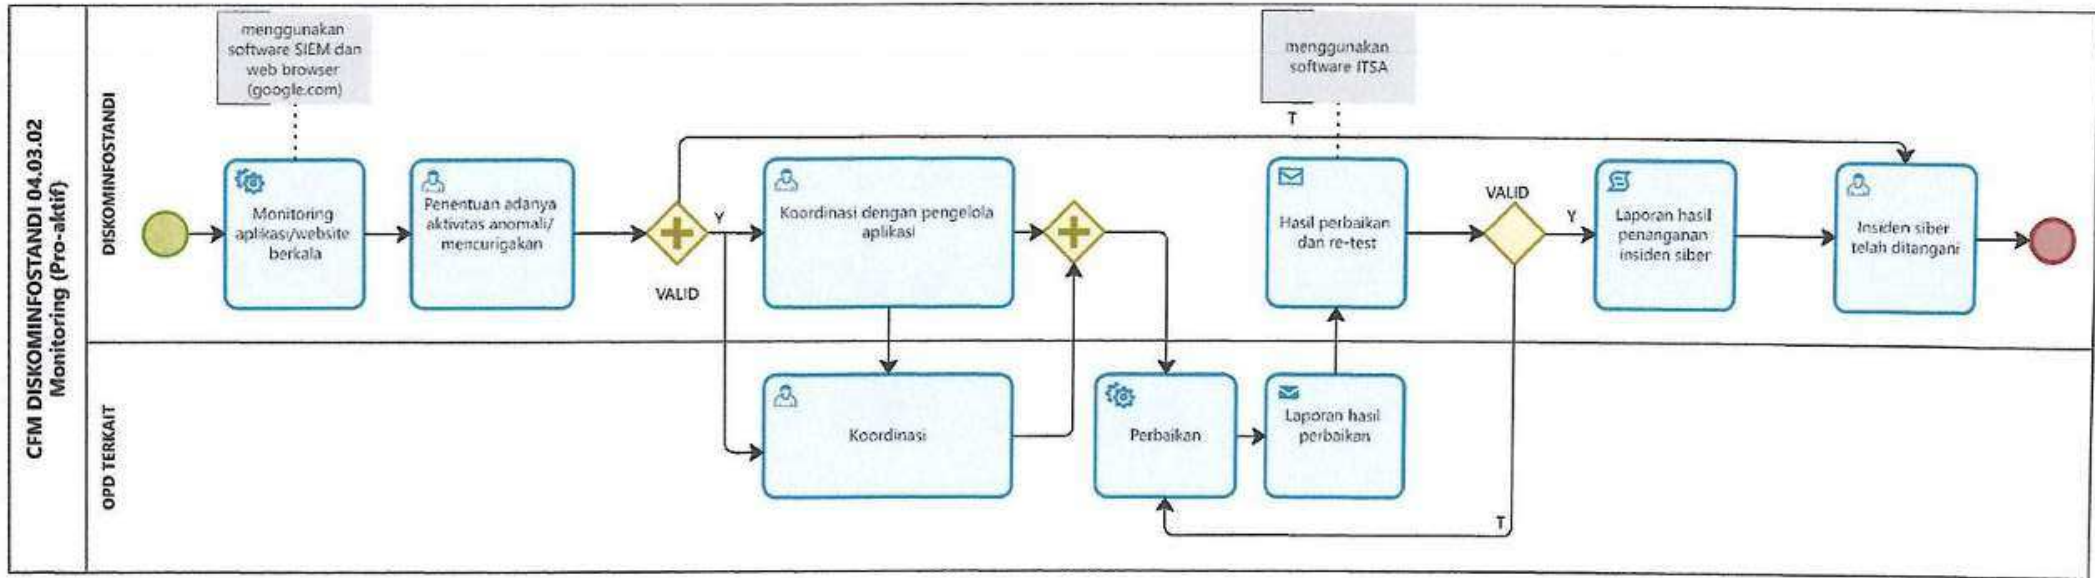 CFM DISKOMINFOSTANDI 04.03.02
Monitoring (Pro-aktif)
DISKOMINFOSTANDI
menggunakan
software SIEM dan
web browser
(google.com)
Monitoring
aplikasi/website
berkala
Penentuan adanya
aktivitas anomali/
mencurigakan
VALID
Y
T
Koordinasi dengan pengelola
aplikasi
menggunakan
software ITSA
Hasil perbaikan
dan re-test
VALID
Y
Laporan hasil
penanganan
insiden siber
Insiden siber
telah ditangani
OPD TERKAIT
Koordinasi
Perbaikan
Laporan hasil
perbaikan
T